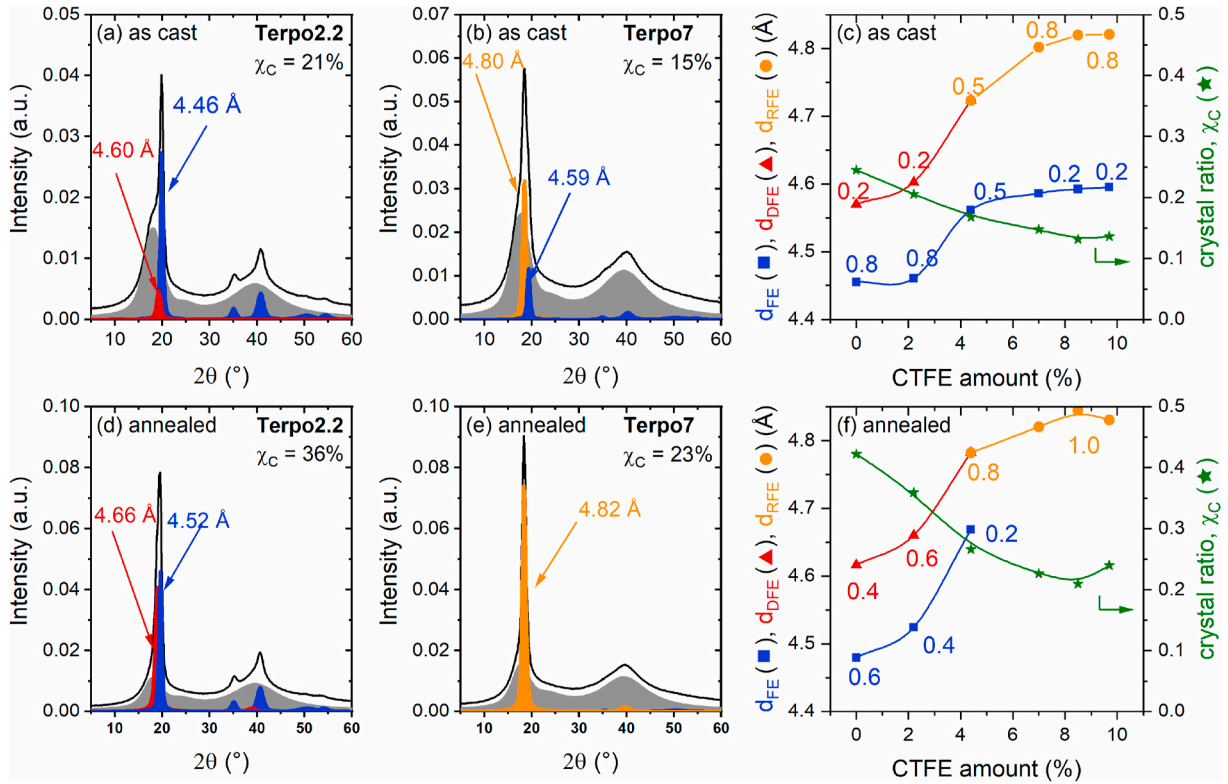 (a) as cast
Terpo2.2
χC = 21%
4.46 Å
4.60 Å
Intensity (a.u.)
0.05
0.04
0.03
0.02
0.01
0.00
10 20 30 40 50 60
2θ (°)
(b) as cast
Terpo7
χC = 15%
4.80 Å
4.59 Å
Intensity (a.u.)
0.07
0.06
0.05
0.04
0.03
0.02
0.01
0.00
10 20 30 40 50 60
2θ (°)
(c) as cast
dFE (■), dDFE (▲), dRFE (●) (Å)
4.8
4.7
4.6
4.5
4.4
0.2
0.2
0.5
0.8
0.8
0.8
0.8
0.5
0.2
0.2
0.5
0.4
0.3
0.2
0.1
0.0
crystal ratio, χC (★)
0 2 4 6 8 10
CTFE amount (%)
(d) annealed
Terpo2.2
χC = 36%
4.66 Å
4.52 Å
Intensity (a.u.)
0.10
0.08
0.06
0.04
0.02
0.00
10 20 30 40 50 60
2θ (°)
(e) annealed
Terpo7
χC = 23%
4.82 Å
Intensity (a.u.)
0.10
0.08
0.06
0.04
0.02
0.00
10 20 30 40 50 60
2θ (°)
(f) annealed
dFE (■), dDFE (▲), dRFE (●) (Å)
4.8
4.7
4.6
4.5
4.4
1.0
0.8
0.2
0.6
0.4
0.4
0.6
0.5
0.4
0.3
0.2
0.1
0.0
crystal ratio, χC (★)
0 2 4 6 8 10
CTFE amount (%)